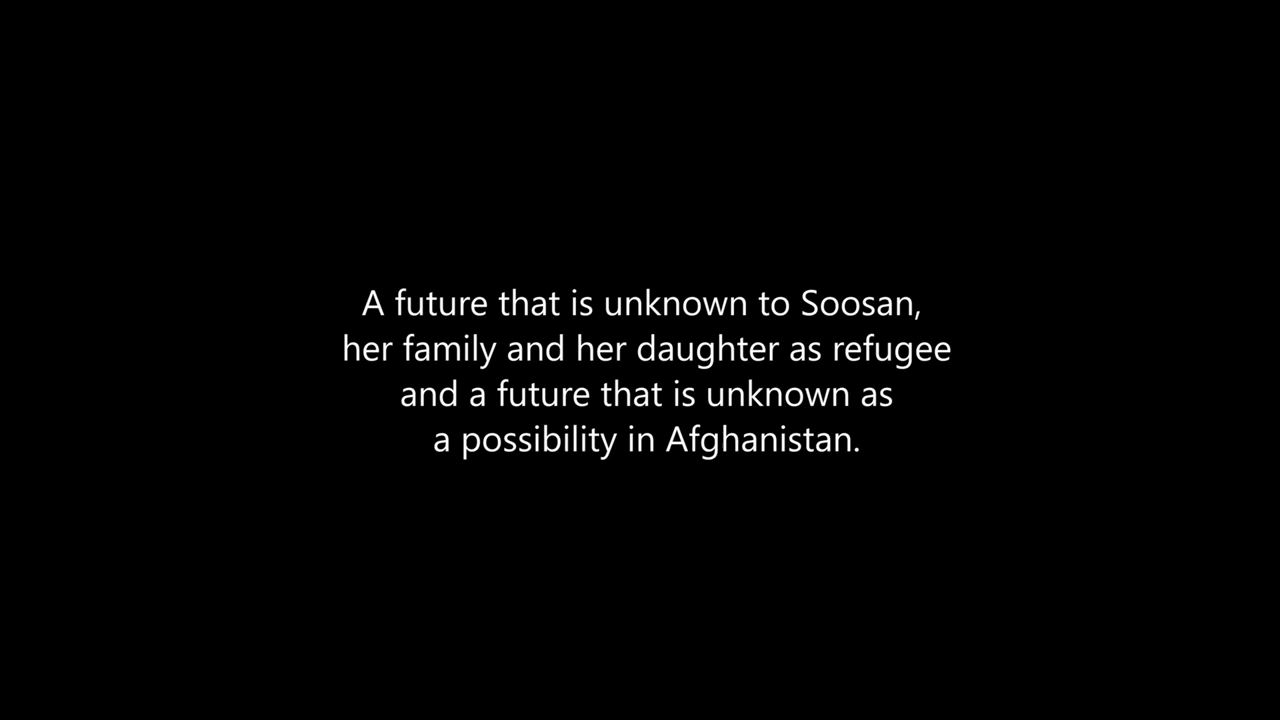 A future that is unknown to Soosan,
her family and her daughter as refugee
and a future that is unknown as
a possibility in Afghanistan.